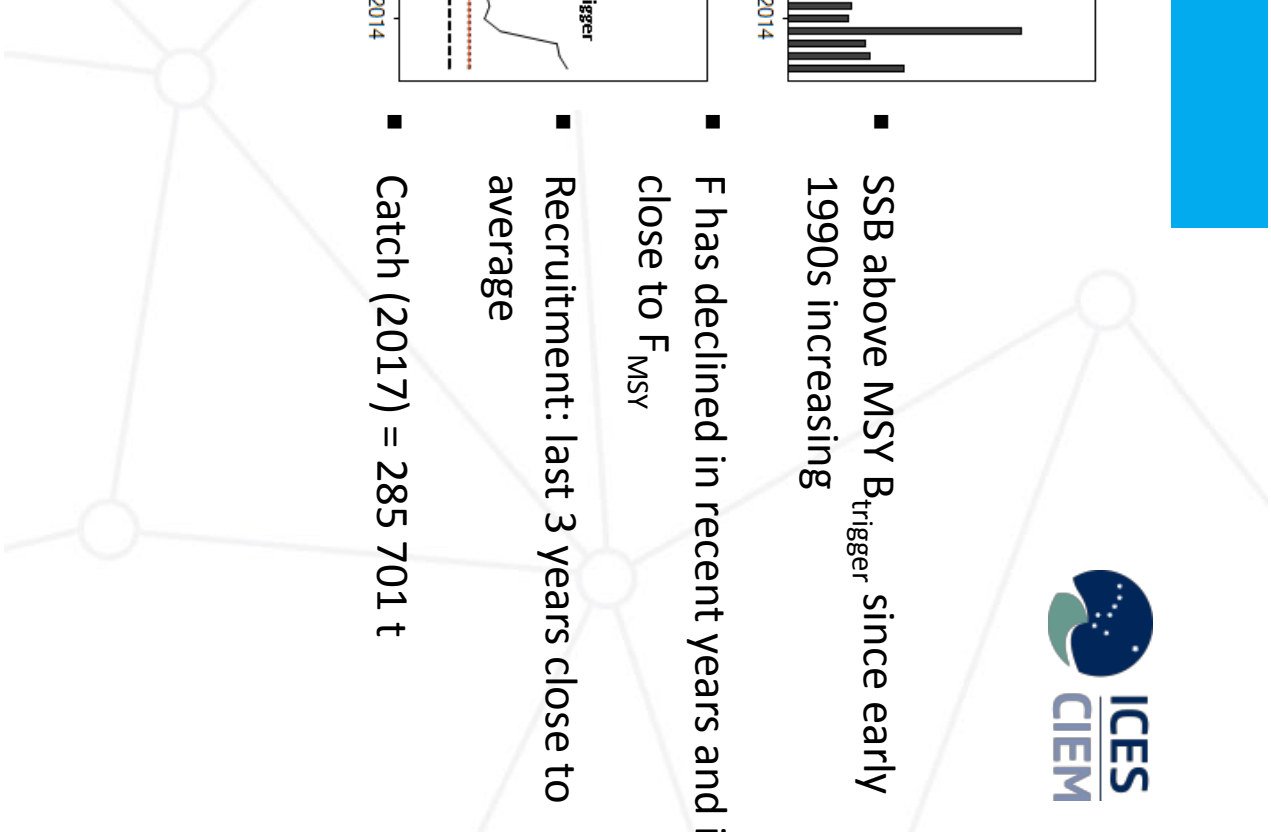 ICES
CIEM
2014
2014
igger
SSB above MSY Btrigger since early
1990s increasing
F has declined in recent years and
close to FMSY
Recruitment: last 3 years close to
average
Catch (2017) = 285 701 t